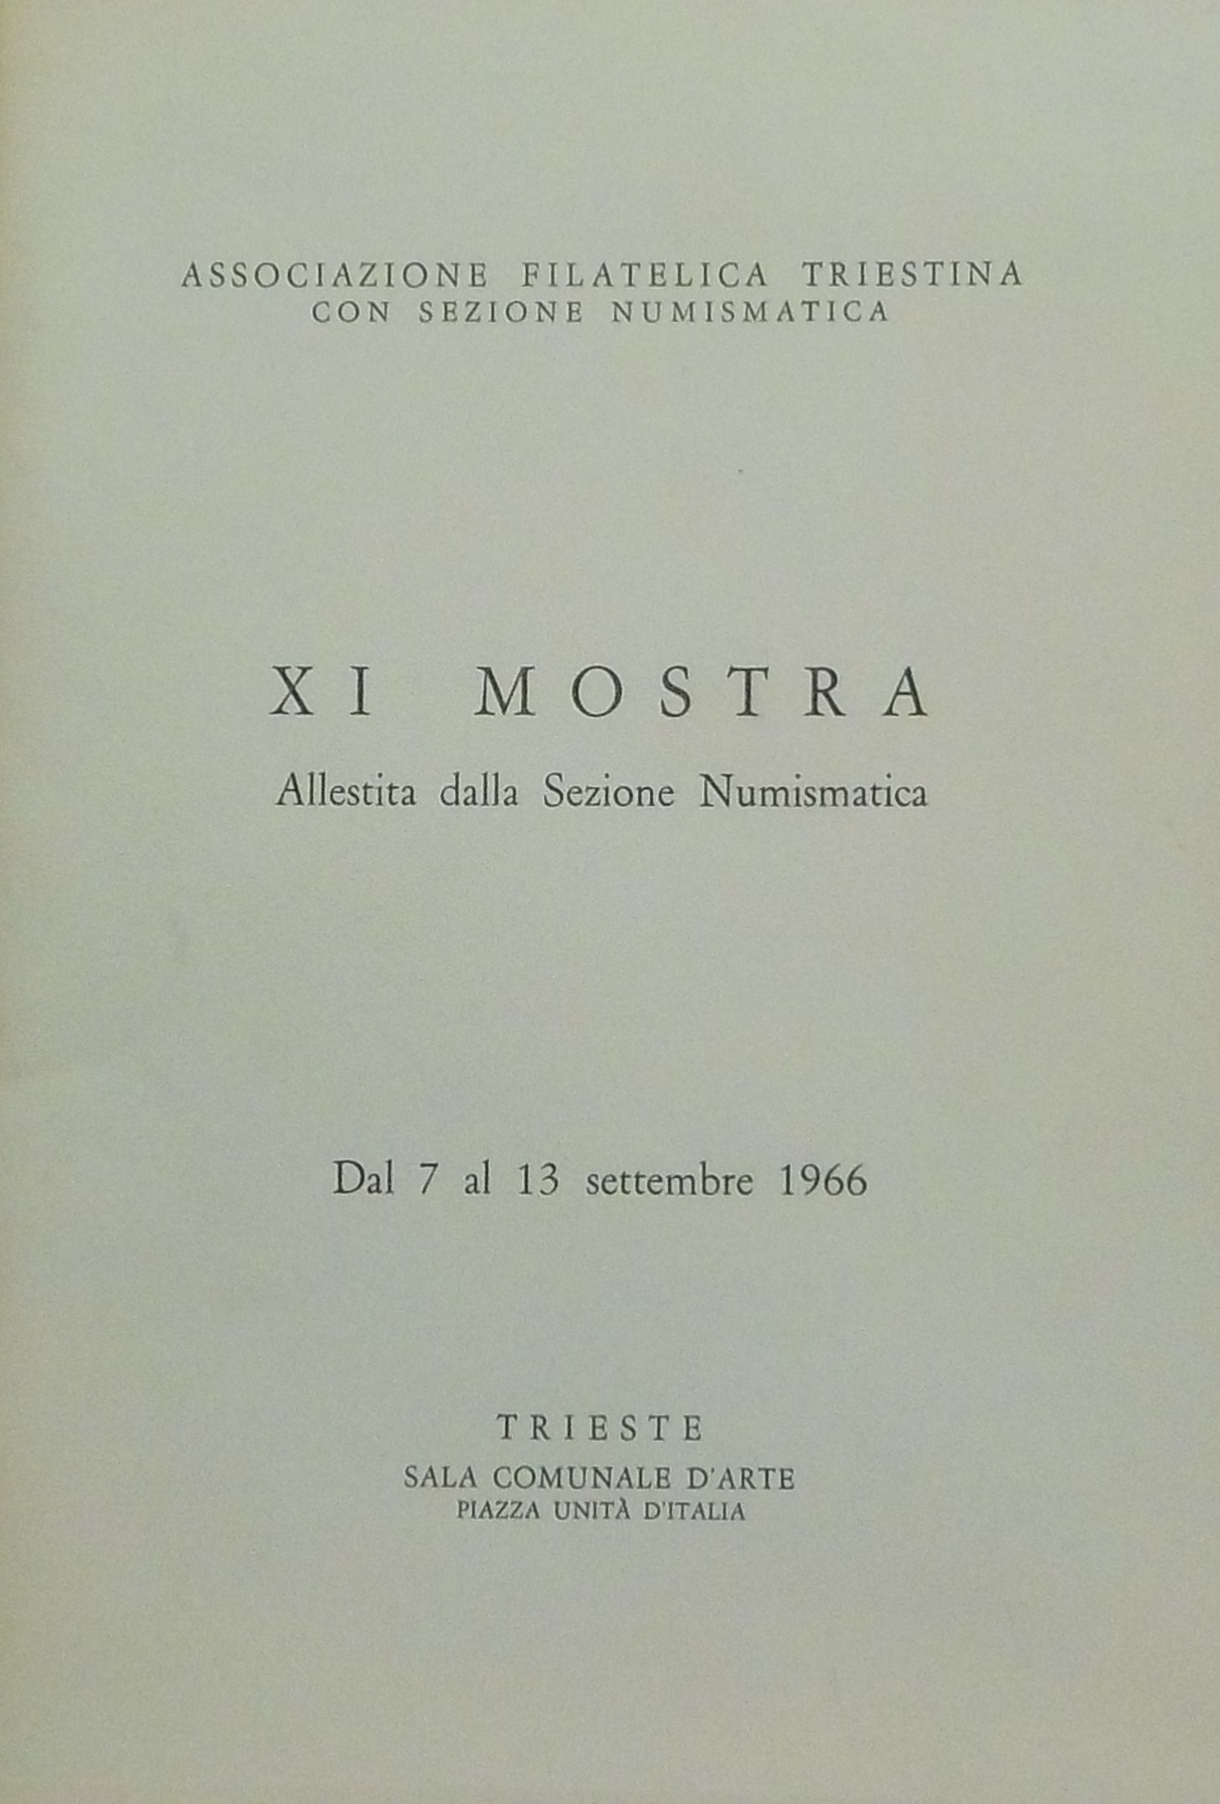 ASSOCIAZIONE FILATELICA TRIESTINA
CON SEZIONE NUMISMATICA
XI MOSTRA
Allestita dalla Sezione Numismatica
Dal 7 al 13 settembre 1966
TRIESTE
SALA COMUNALE D'ARTE
PIAZZA UNITÀ D'ITALIA